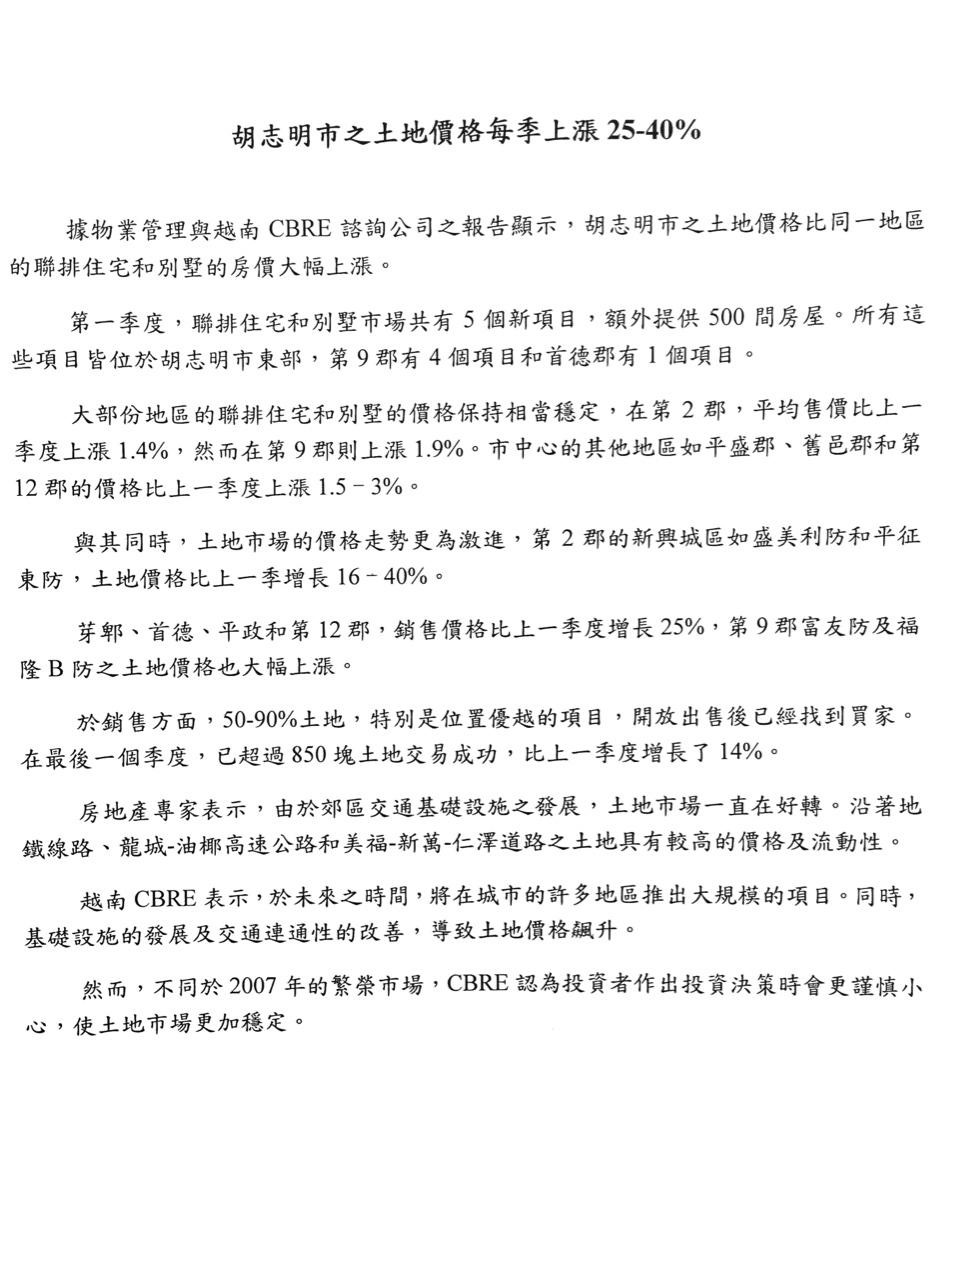 胡志明市之土地價格每季上漲 25-40%
據物業管理與越南 CBRE 諮詢公司之報告顯示，胡志明市之土地價格比同一地區
的聯排住宅和別墅的房價大幅上漲。
第一季度，聯排住宅和別墅市場共有 5 個新項目，額外提供 500 間房屋。所有這
些項目皆位於胡志明市東部，第 9 郡有 4 個項目和首德郡有 1 個項目。
大部份地區的聯排住宅和別墅的價格保持相當穩定，在第 2 郡，平均售價比上一
季度上漲 1.4%，然而在第 9 郡則上漲 1.9%。市中心的其他地區如平盛郡、舊邑郡和第
12 郡的價格比上一季度上漲 1.5－3%。
與其同時，土地市場的價格走勢更為激進，第 2 郡的新興城區如盛美利防和平征
東防，土地價格比上一季增長 16－40%。
芽郫、首德、平政和第 12 郡，銷售價格比上一季度增長 25%，第 9 郡富友防及福
隆 B 防之土地價格也大幅上漲。
於銷售方面，50-90%土地，特別是位置優越的項目，開放出售後已經找到買家。
在最後一個季度，已超過 850 塊土地交易成功，比上一季度增長了 14%。
房地產專家表示，由於郊區交通基礎設施之發展，土地市場一直在好轉。沿著地
鐵線路、龍城-油椰高速公路和美福-新萬-仁澤道路之土地具有較高的價格及流動性。
越南 CBRE 表示，於未來之時間，將在城市的許多地區推出大規模的項目。同時，
基礎設施的發展及交通連通性的改善，導致土地價格飆升。
然而，不同於 2007 年的繁榮市場，CBRE 認為投資者作出投資決策時會更謹慎小
心，使土地市場更加穩定。